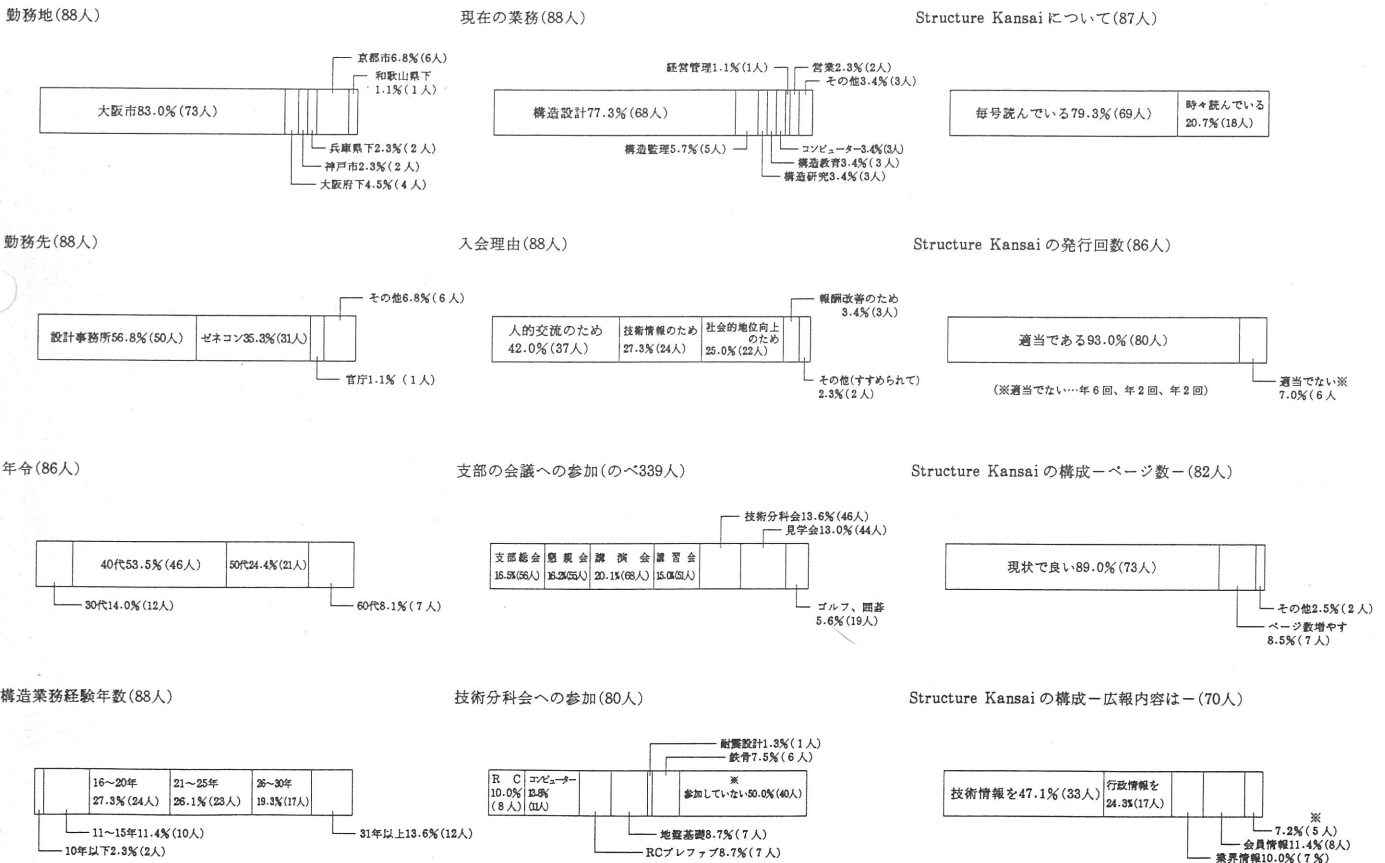 勤務地(88人)
京都市6.8%(6人)
和歌山県下
1.1%(1人)
大阪市83.0%(73人)
兵庫県下2.3%(2人)
神戸市2.3%(2人)
大阪府下4.5%(4人)
勤務先(88人)
その他6.8%(6人)
設計事務所56.8%(50人)
ゼネコン35.3%(31人)
官庁1.1%(1人)
年令(86人)
40代53.5%(46人)
50代24.4%(21人)
30代14.0%(12人)
60代8.1%(7人)
構造業務経験年数(88人)
16〜20年
27.3%(24人)
21〜25年
26.1%(23人)
26〜30年
19.3%(17人)
11〜15年11.4%(10人)
10年以下2.3%(2人)
31年以上13.6%(12人)
現在の業務(88人)
経営管理1.1%(1人)
営業2.3%(2人)
その他3.4%(3人)
構造設計77.3%(68人)
構造監理5.7%(5人)
コンピューター3.4%(3人)
構造教育3.4%(3人)
構造研究3.4%(3人)
入会理由(88人)
報酬改善のため
3.4%(3人)
人的交流のため
42.0%(37人)
技術情報のため
27.3%(24人)
社会的地位向上
のため
25.0%(22人)
その他(すすめられて)
2.3%(2人)
支部の会議への参加(のべ339人)
技術分科会13.6%(46人)
見学会13.0%(44人)
支部総会
16.5%(56人)
懇親会
16.2%(55人)
講演会
20.1%(68人)
講習会
15.0%(51人)
ゴルフ、囲碁
5.6%(19人)
技術分科会への参加(80人)
耐震設計1.3%(1人)
鉄骨7.5%(6人)
RC
10.0%
(8人)
コンピューター
13.8%
(11人)
※
参加していない50.0%(40人)
地盤基礎8.7%(7人)
RCプレファブ8.7%(7人)
Structure Kansaiについて(87人)
毎号読んでいる79.3%(69人)
時々読んでいる
20.7%(18人)
Structure Kansaiの発行回数(86人)
適当である93.0%(80人)
(※適当でない…年6回、年2回、年2回)
適当でない※
7.0%(6人
Structure Kansaiの構成－ページ数－(82人)
現状で良い89.0%(73人)
その他2.5%(2人)
ページ数増やす
8.5%(7人)
Structure Kansaiの構成－広報内容は－(70人)
技術情報を47.1%(33人)
行政情報を
24.3%(17人)
※
7.2%(5人)
会員情報11.4%(8人)
業界情報10.0%(7%)